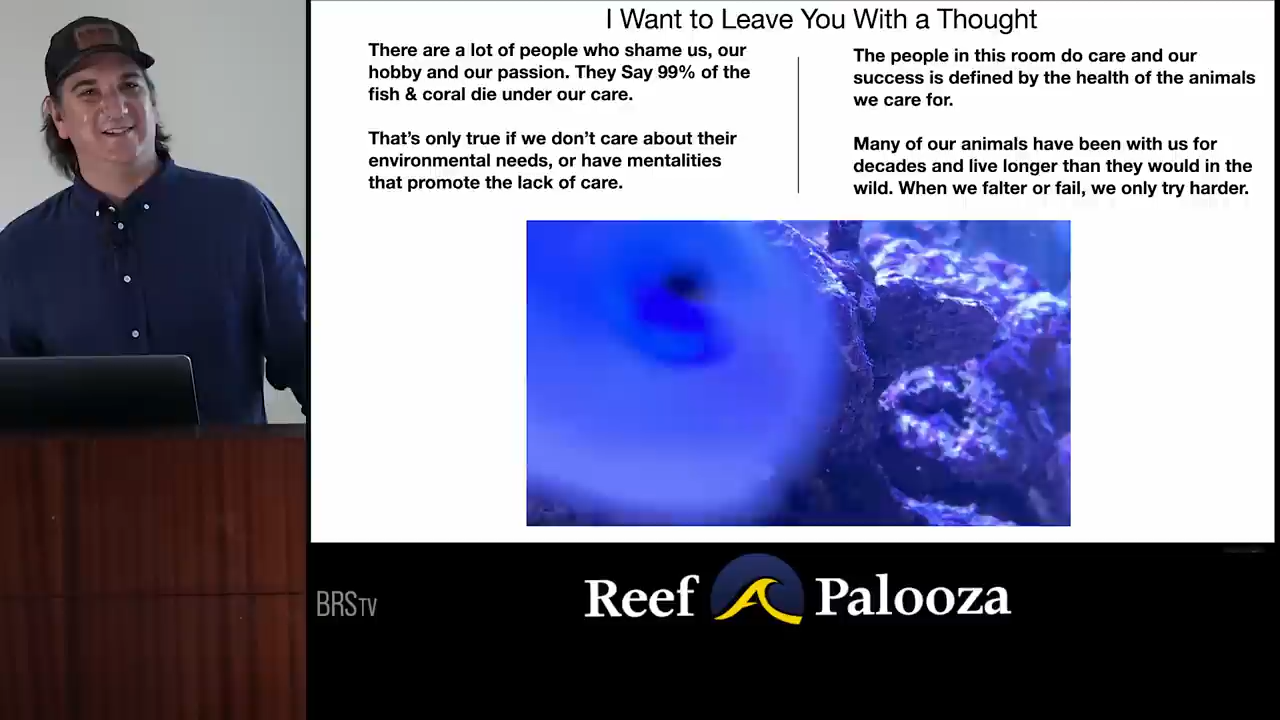 I Want to Leave You With a Thought
There are a lot of people who shame us, our
hobby and our passion. They Say 99% of the
fish & coral die under our care.
That's only true if we don't care about their
environmental needs, or have mentalities
that promote the lack of care.
The people in this room do care and our
success is defined by the health of the animals
we care for.
Many of our animals have been with us for
decades and live longer than they would in the
wild. When we falter or fail, we only try harder.
BRSTV
Reef Palooza